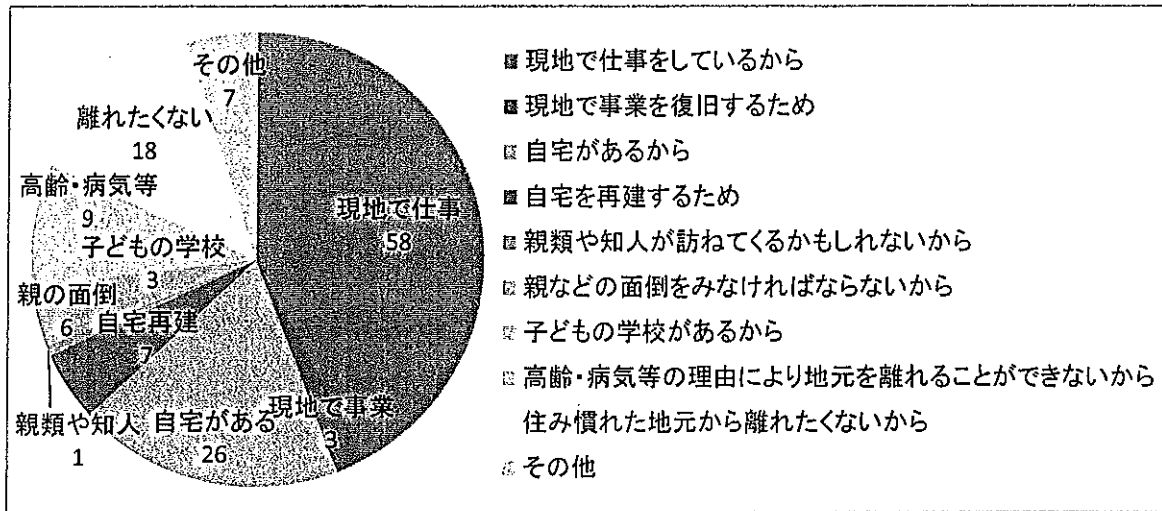 その他
7
離れたくない
18
高齢・病気等
9
子どもの学校
3
親の面倒
6
自宅再建
7
親類や知人
1
自宅がある
26
現地で事業
3
現地で仕事
58
現地で仕事をしているから
現地で事業を復旧するため
自宅があるから
自宅を再建するため
親類や知人が訪ねてくるかもしれないから
親などの面倒をみなければならないから
子どもの学校があるから
高齢・病気等の理由により地元を離れることができないから
住み慣れた地元から離れたくないから
その他